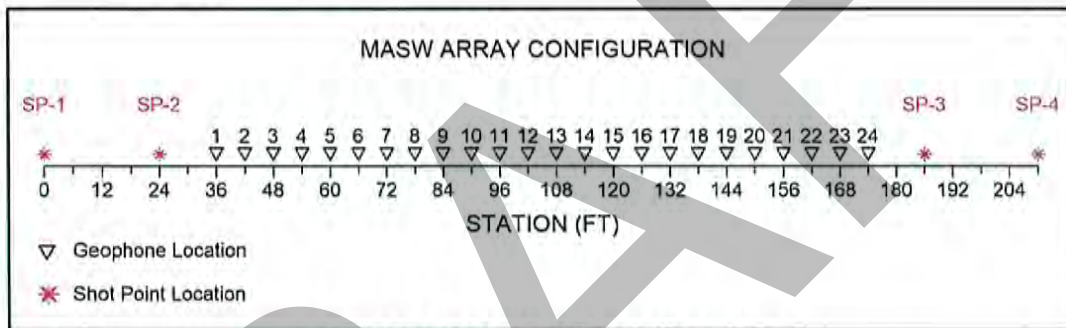 MASW ARRAY CONFIGURATION
SP-1 SP-2 SP-3 SP-4
1 2 3 4 5 6 7 8 9 10 11 12 13 14 15 16 17 18 19 20 21 22 23 24
0 12 24 36 48 60 72 84 96 108 120 132 144 156 168 180 192 204
STATION (FT)
Geophone Location
Shot Point Location